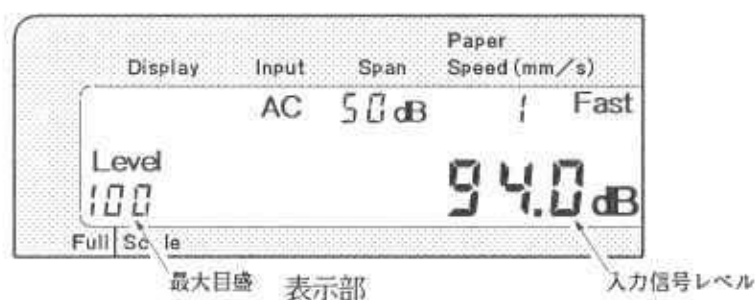 Display Input Span Paper Speed (mm/s)
AC 50 dB 1 Fast
Level
100
94.0 dB
Full Scale
最大目盛
表示部
入力信号レベル